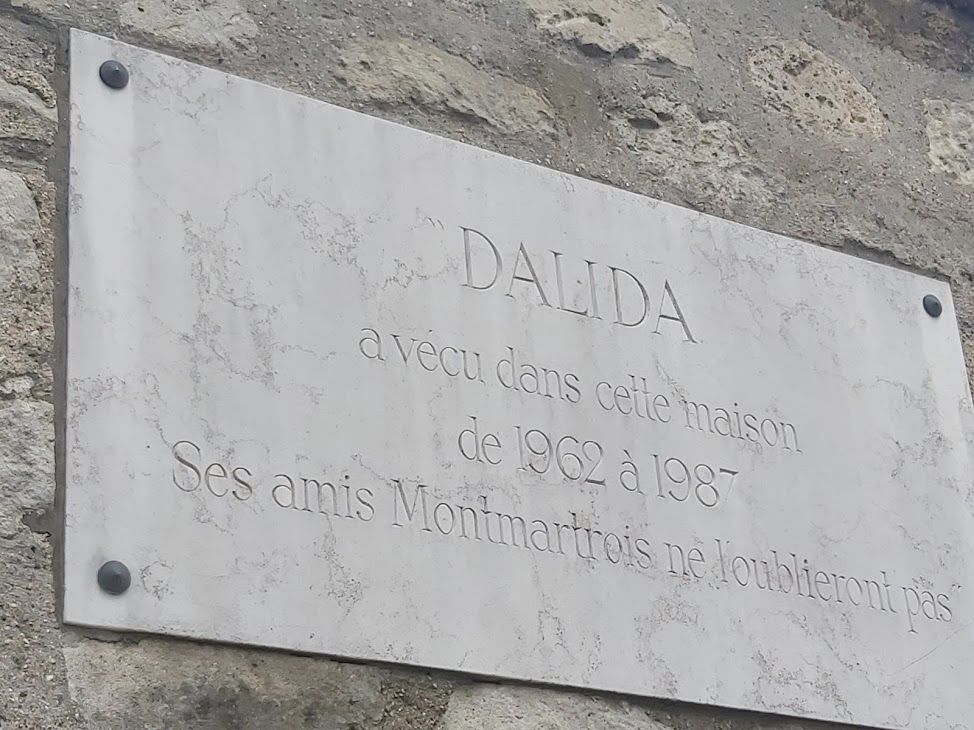 " DALIDA
a vécu dans cette maison
de 1962 à 1987
Ses amis Montmartrois ne l'oublieront pas"